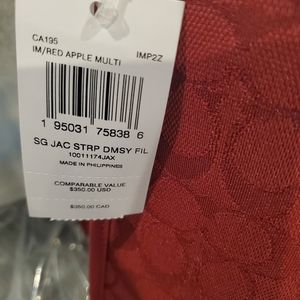 CA195
IM/RED APPLE MULTI IMP2Z
1 95031 75838 6
SG JAC STRP DMSY FIL
10011174JAX
MADE IN PHILIPPINES
COMPARABLE VALUE
$350.00 USD
$350.00 CAD